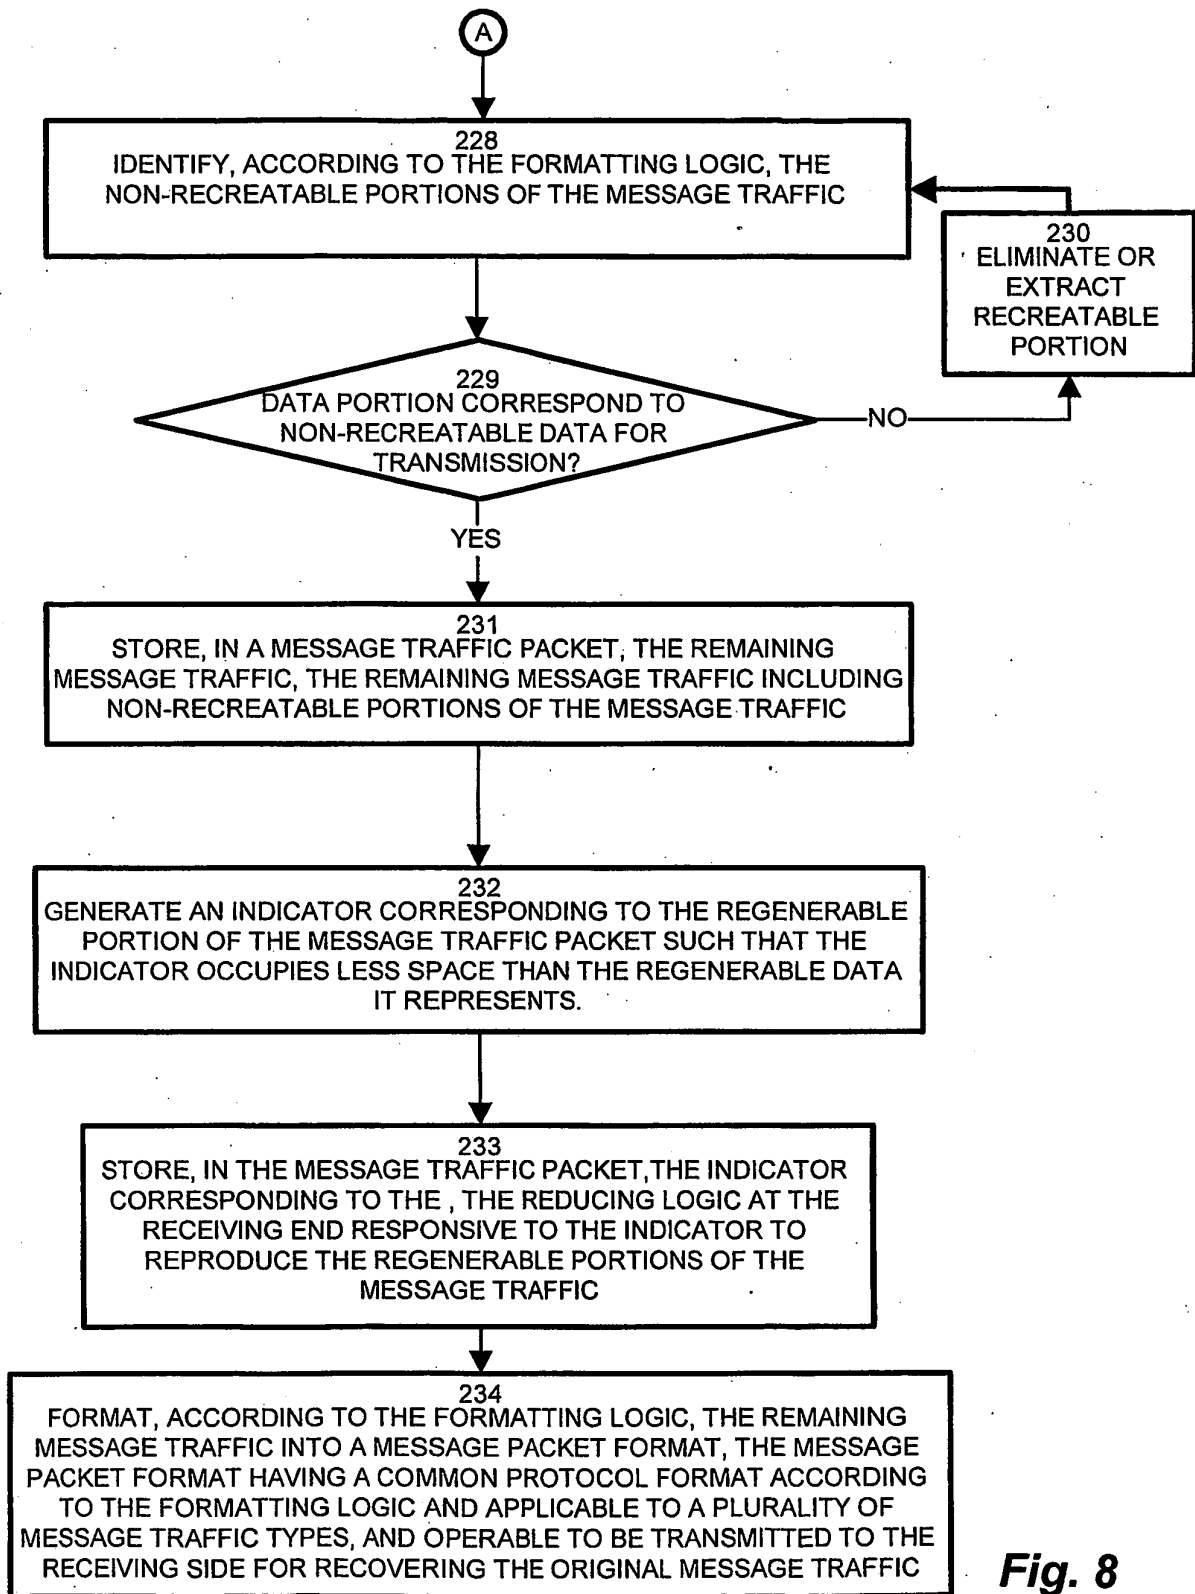 A
228
IDENTIFY, ACCORDING TO THE FORMATTING LOGIC, THE
NON-RECREATABLE PORTIONS OF THE MESSAGE TRAFFIC
230
ELIMINATE OR
EXTRACT
RECREATABLE
PORTION
229
DATA PORTION CORRESPOND TO
NON-RECREATABLE DATA FOR
TRANSMISSION?
NO
YES
231
STORE, IN A MESSAGE TRAFFIC PACKET, THE REMAINING
MESSAGE TRAFFIC, THE REMAINING MESSAGE TRAFFIC INCLUDING
NON-RECREATABLE PORTIONS OF THE MESSAGE TRAFFIC
232
GENERATE AN INDICATOR CORRESPONDING TO THE REGENERABLE
PORTION OF THE MESSAGE TRAFFIC PACKET SUCH THAT THE
INDICATOR OCCUPIES LESS SPACE THAN THE REGENERABLE DATA
IT REPRESENTS.
233
STORE, IN THE MESSAGE TRAFFIC PACKET,THE INDICATOR
CORRESPONDING TO THE , THE REDUCING LOGIC AT THE
RECEIVING END RESPONSIVE TO THE INDICATOR TO
REPRODUCE THE REGENERABLE PORTIONS OF THE
MESSAGE TRAFFIC
234
FORMAT, ACCORDING TO THE FORMATTING LOGIC, THE REMAINING
MESSAGE TRAFFIC INTO A MESSAGE PACKET FORMAT, THE MESSAGE
PACKET FORMAT HAVING A COMMON PROTOCOL FORMAT ACCORDING
TO THE FORMATTING LOGIC AND APPLICABLE TO A PLURALITY OF
MESSAGE TRAFFIC TYPES, AND OPERABLE TO BE TRANSMITTED TO THE
RECEIVING SIDE FOR RECOVERING THE ORIGINAL MESSAGE TRAFFIC
Fig. 8